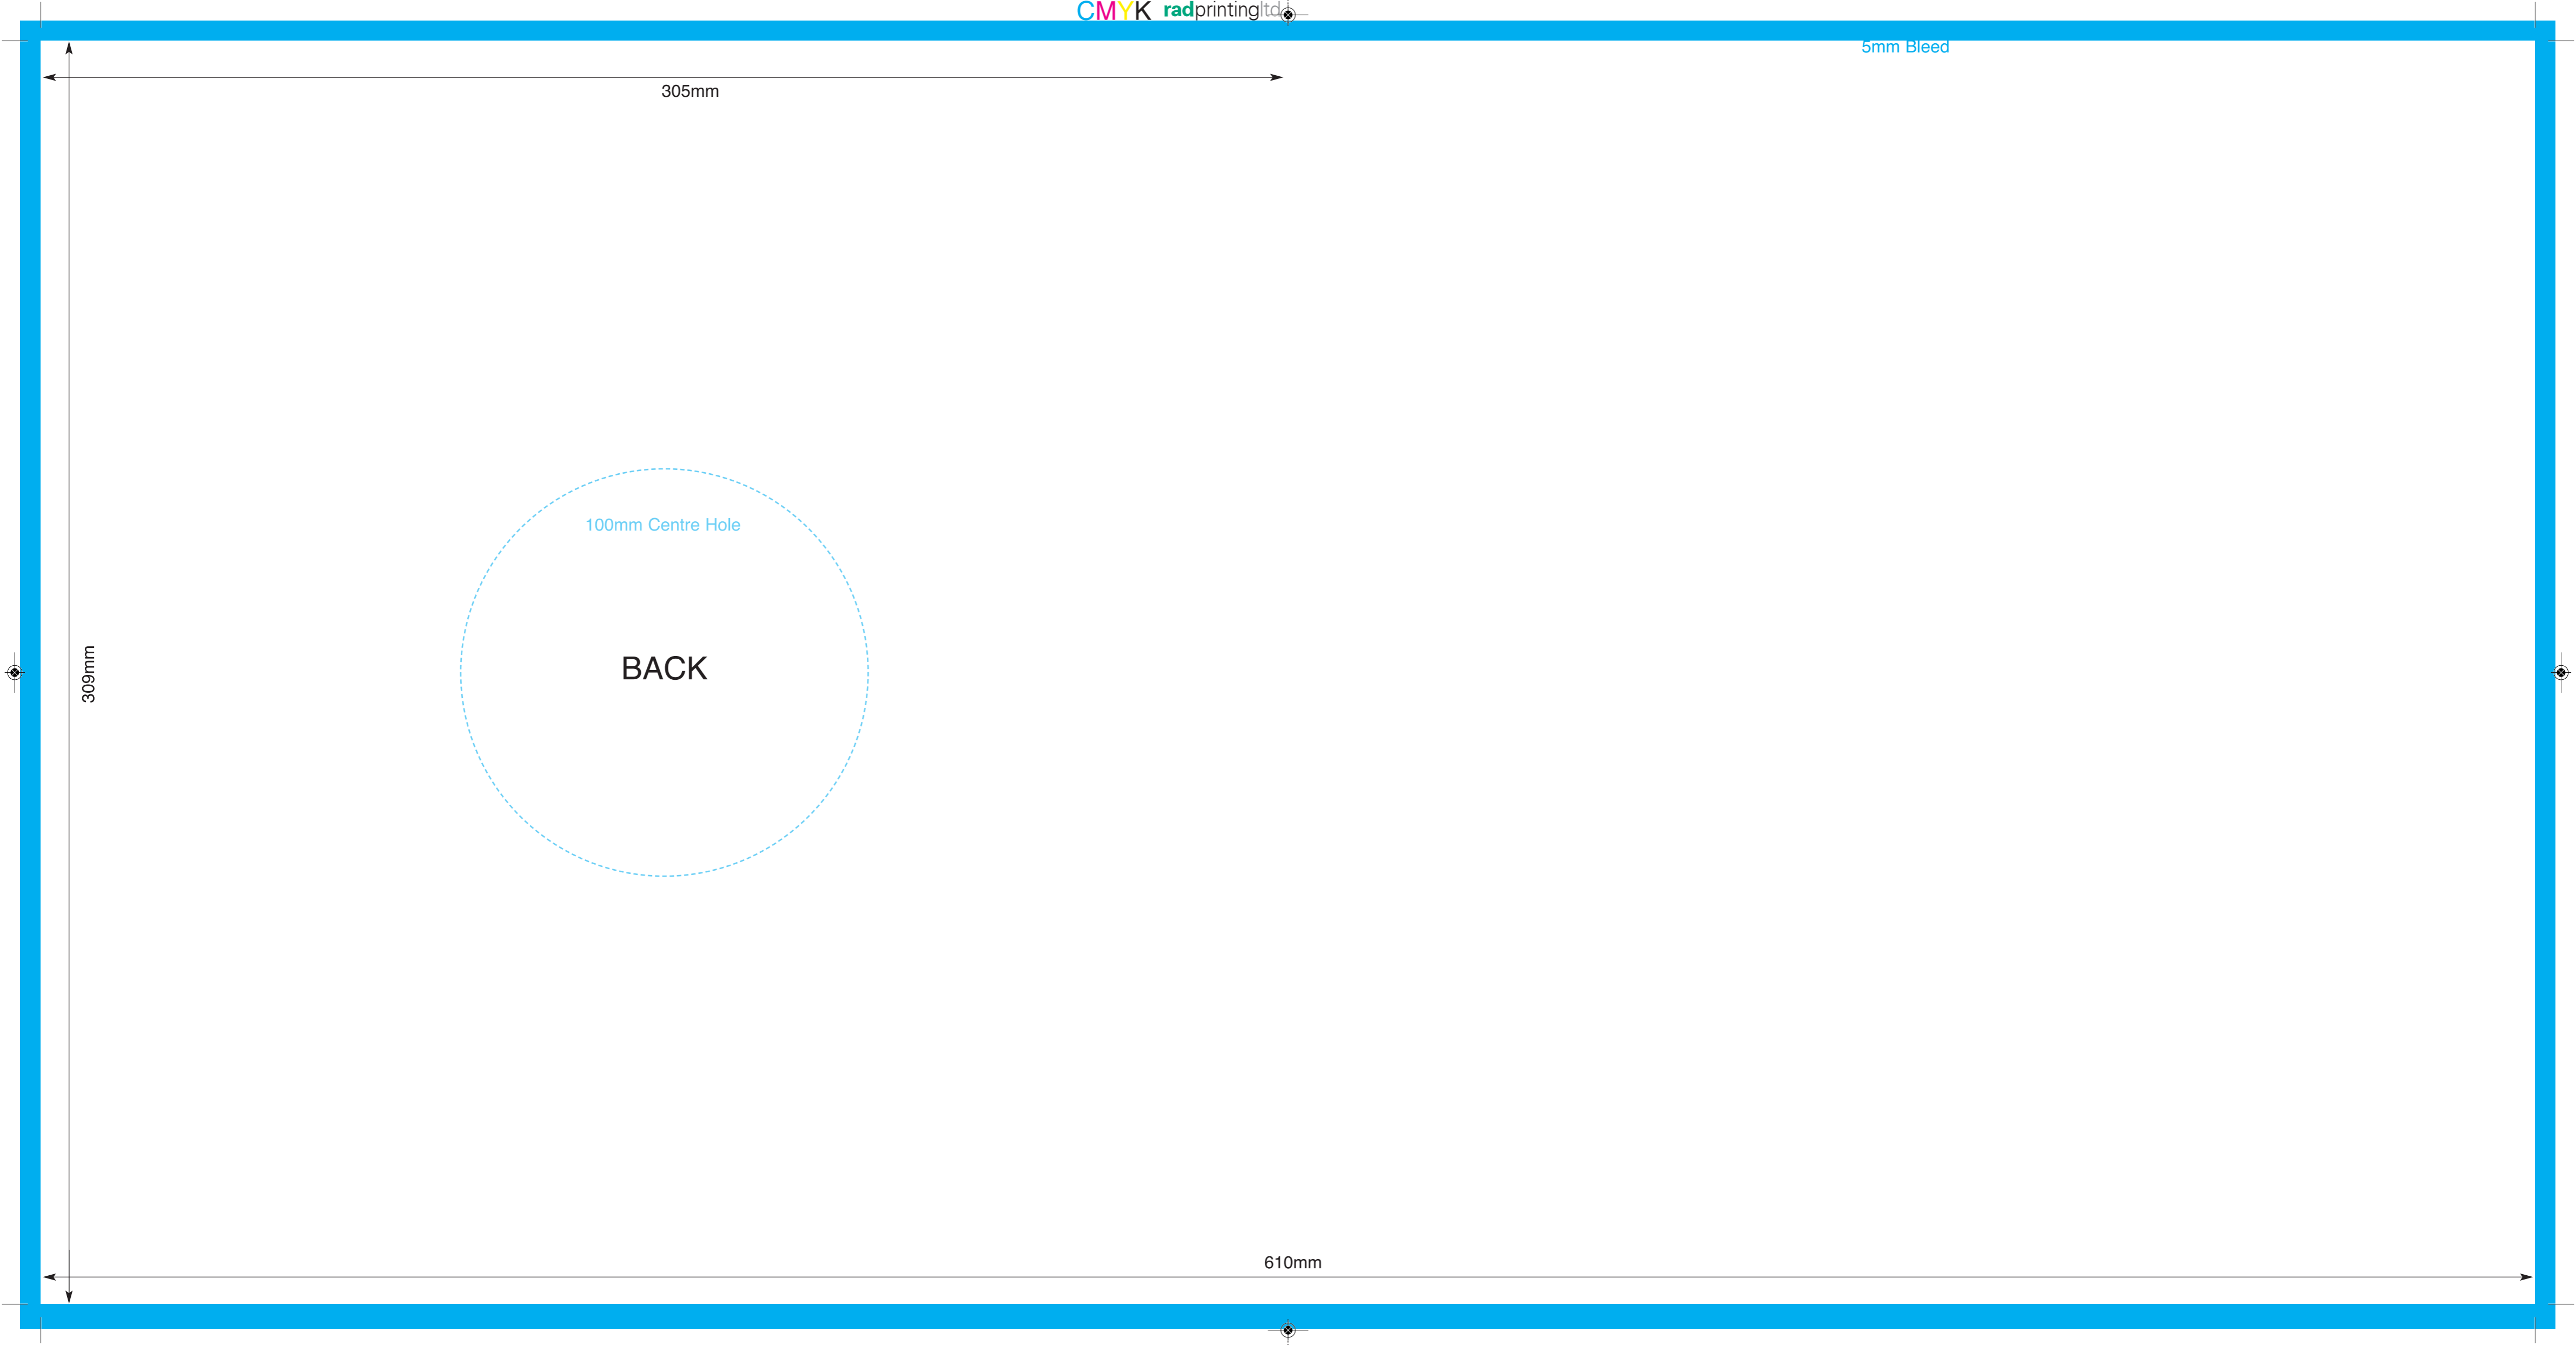 CMYK radprintingltd
5mm Bleed
305mm
100mm Centre Hole
BACK
309mm
610mm